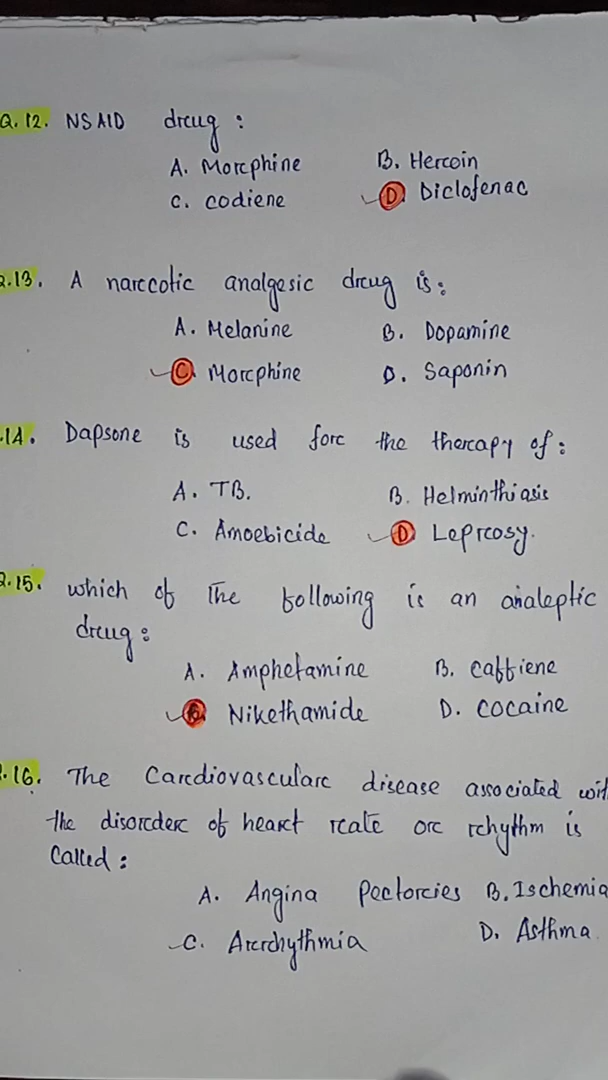 Q.12. NSAID drug :
A. Morphine B. Heroin
C. codiene D. Diclofenac
.13. A narcotic analgesic drug is:
A. Melanine B. Dopamine
C. Morphine D. Saponin
.14. Dapsone is used for the therapy of :
A. TB. B. Helminthiasis
C. Amoebicide D. Leprosy.
.15. which of The following is an analeptic
drug :
A. Amphetamine B. caffiene
Nikethamide D. cocaine
.16. The Cardiovascular disease associated wit
the disorder of heart rate or rhythm is
Called :
A. Angina Pectories B. Ischemia
C. Arrhythmia D. Asthma.